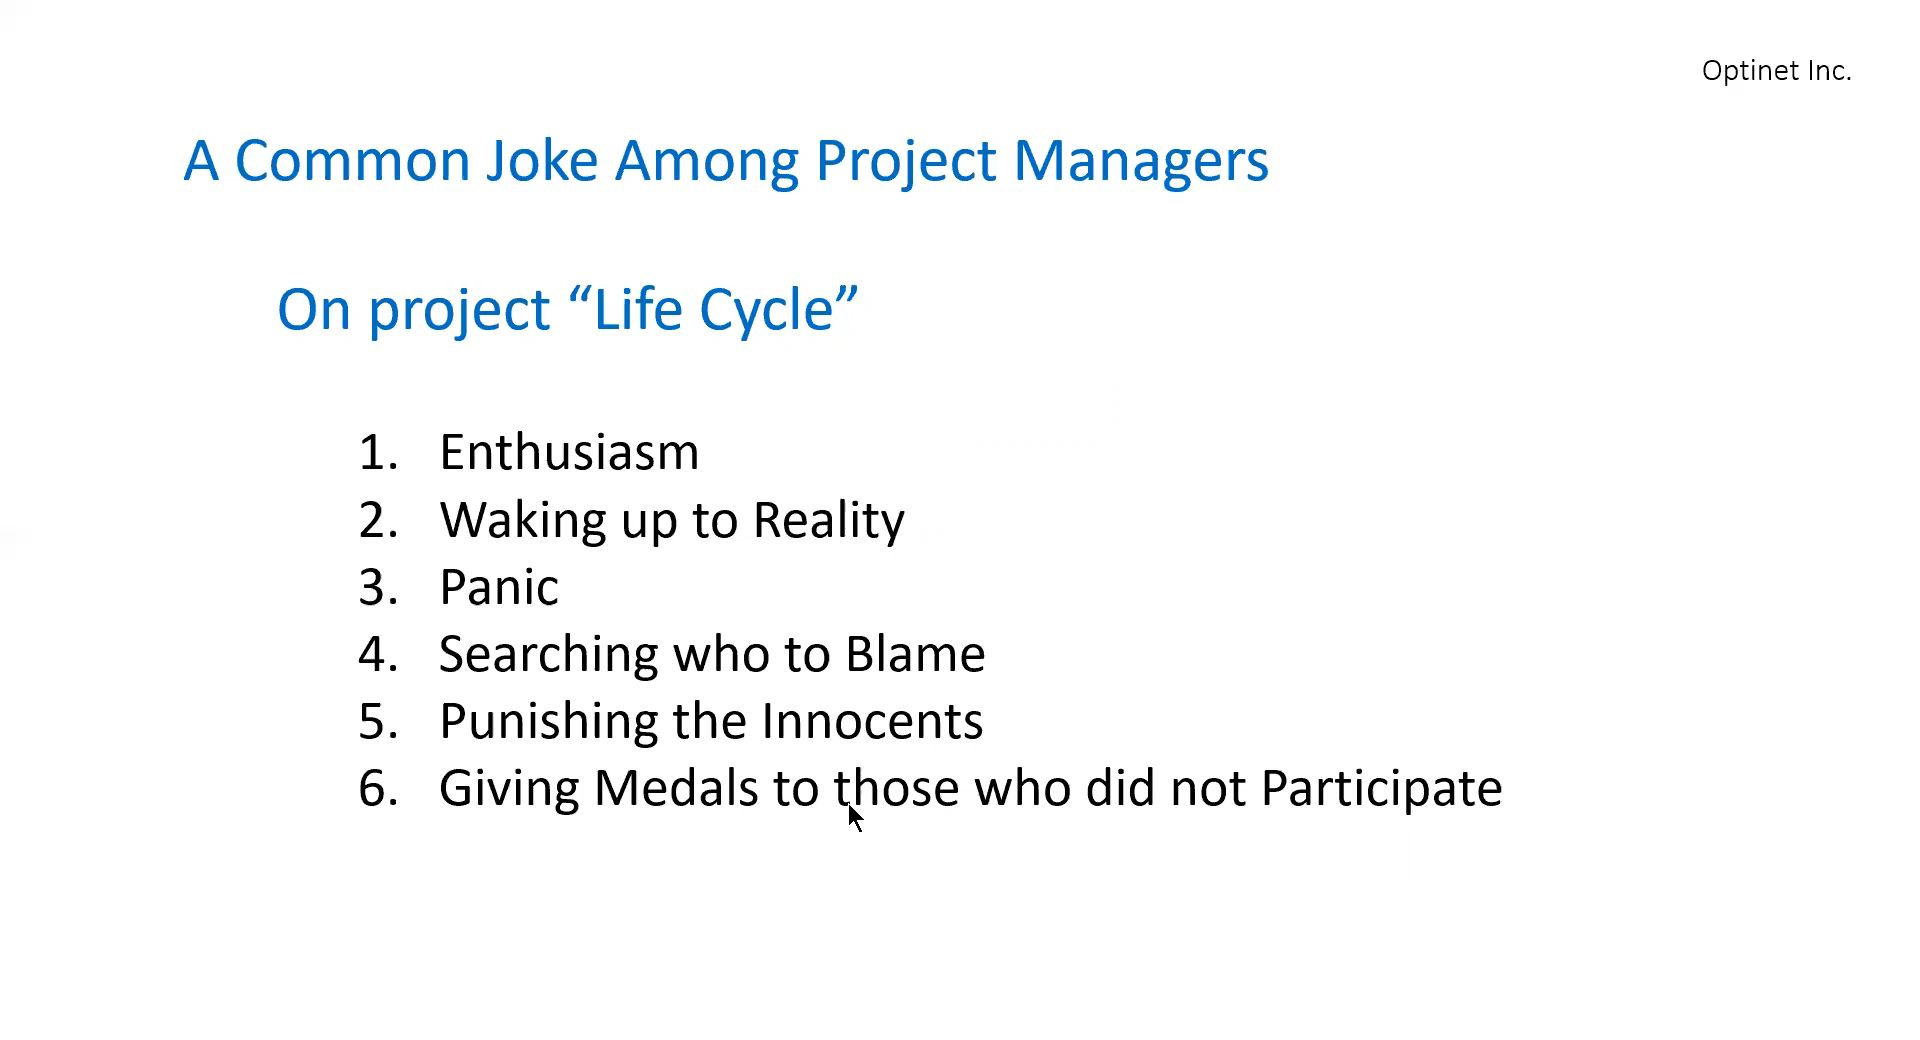 Optinet Inc.
A Common Joke Among Project Managers
On project “Life Cycle”
1. Enthusiasm
2. Waking up to Reality
3. Panic
4. Searching who to Blame
5. Punishing the Innocents
6. Giving Medals to those who did not Participate